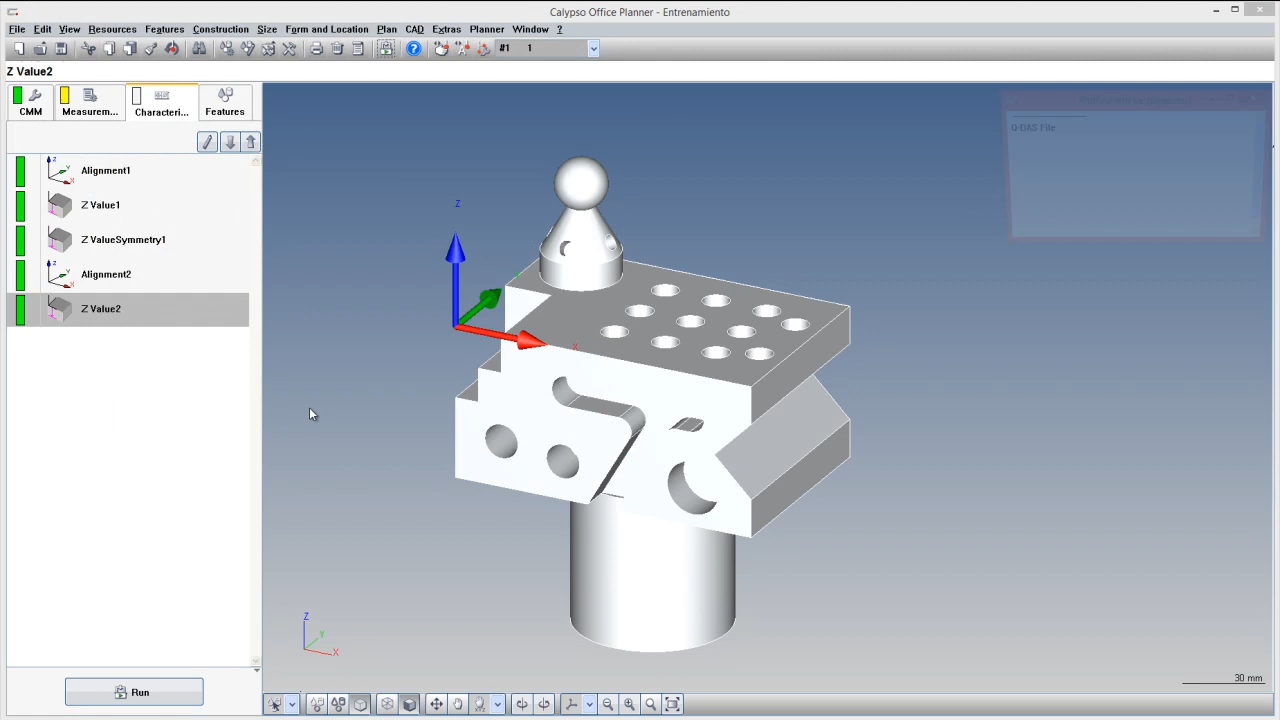 Calypso Office Planner - Entrenamiento
File Edit View Resources Features Construction Size Form and Location Plan CAD Extras Planner Window ?
#1 1
Z Value2
CMM Measurem... Characteri... Features
Q-DAS File
Alignment1
Z Value1
Z ValueSymmetry1
Alignment2
Z Value2
Z
X
Z
Y
X
30 mm
Run